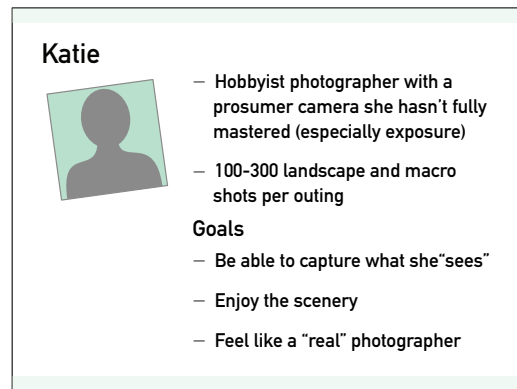 Katie
— Hobbyist photographer with a
prosumer camera she hasn't fully
mastered (especially exposure)
— 100-300 landscape and macro
shots per outing
Goals
— Be able to capture what she“sees”
— Enjoy the scenery
— Feel like a “real” photographer